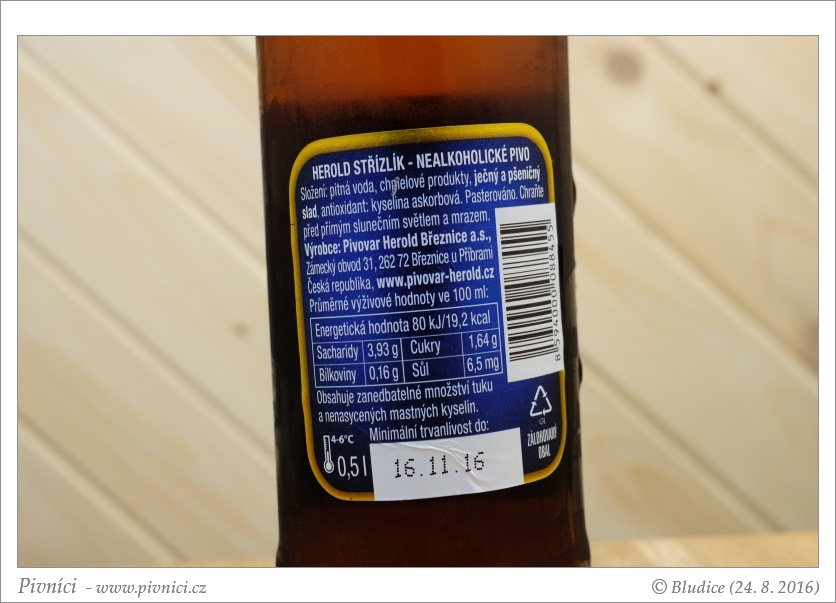 HEROLD STŘÍZLÍK - NEALKOHOLICKÉ PIVO
Složení: pitná voda, chmelové produkty, ječný a pšeničný
slad, antioxidant: kyselina askorbová. Pasterováno. Chraňte
před přímým slunečním světlem a mrazem.
Výrobce: Pivovar Herold Březnice a.s.,
Zámecký obvod 31, 262 72 Březnice u Příbrami
Česká republika, www.pivovar-herold.cz
Průměrné výživové hodnoty ve 100 ml:
Energetická hodnota 80 kJ/19,2 kcal
Sacharidy 3,93 g Cukry 1,64 g
Bílkoviny 0,16 g Sůl 6,5 mg
Obsahuje zanedbatelné množství tuku
a nenasycených mastných kyselin.
Minimální trvanlivost do:
4-6°C
0,5 l
16.11.16
8594000088455
GL
ZÁLOHOVANÝ
OBAL
Pivníci - www.pivnici.cz
© Bludice (24. 8. 2016)